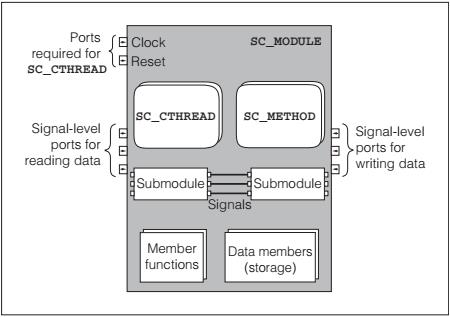 Ports
required for
SC_CTHREAD
Clock
Reset
SC_MODULE
SC_CTHREAD
SC_METHOD
Signal-level
ports for
reading data
Signal-level
ports for
writing data
Submodule
Submodule
Signals
Member
functions
Data members
(storage)